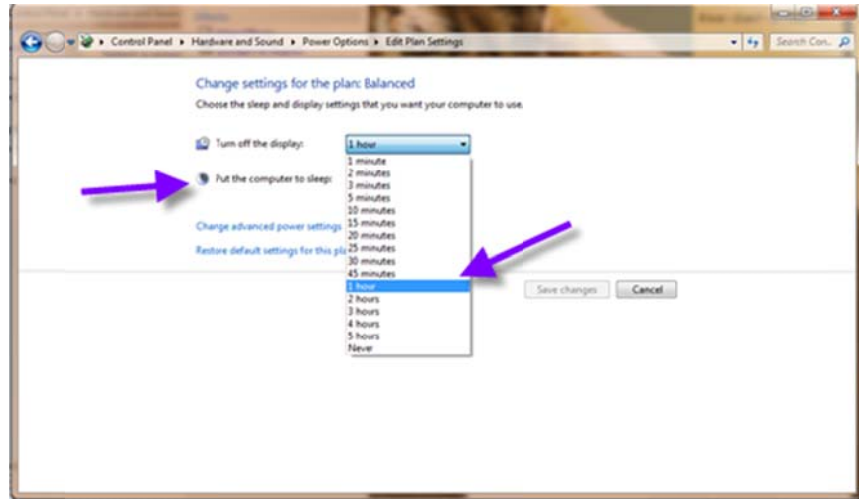 Control Panel ▸ Hardware and Sound ▸ Power Options ▸ Edit Plan Settings
Search Con...
Change settings for the plan: Balanced
Choose the sleep and display settings that you want your computer to use.
Turn off the display:
1 hour
1 minute
2 minutes
3 minutes
Put the computer to sleep:
5 minutes
10 minutes
15 minutes
Change advanced power settings
20 minutes
25 minutes
Restore default settings for this
30 minutes
45 minutes
1 hour
Save changes
Cancel
2 hours
3 hours
4 hours
5 hours
Never